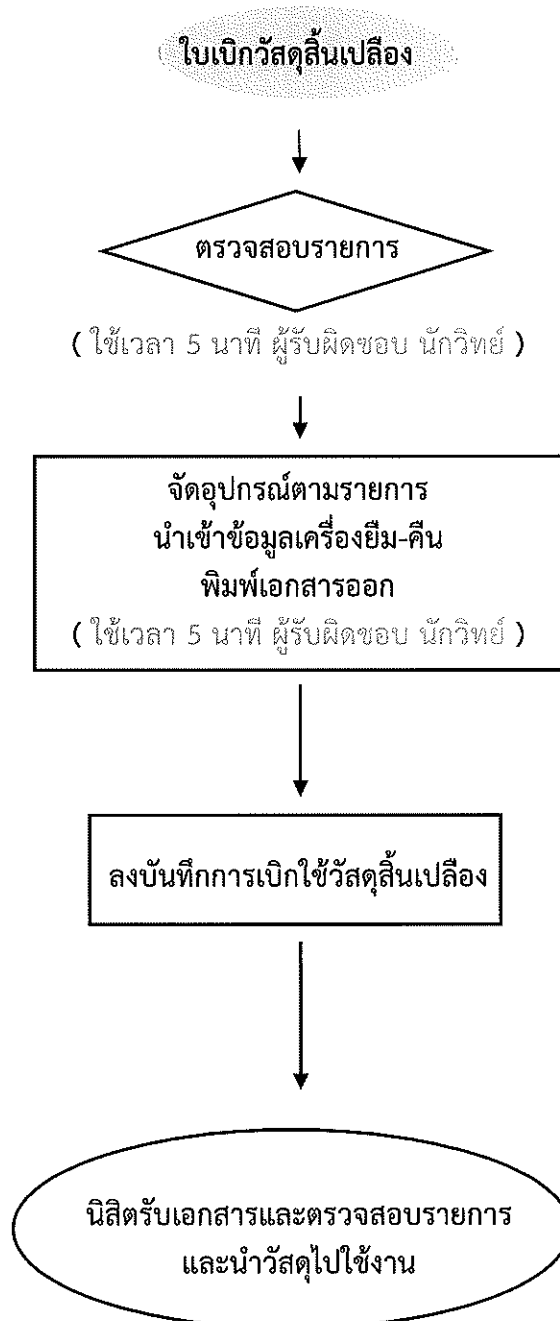 ใบเบิกวัสดุสิ้นเปลือง
ตรวจสอบรายการ
( ใช้เวลา 5 นาที ผู้รับผิดชอบ นักวิทย์ )
จัดอุปกรณ์ตามรายการ
นำเข้าข้อมูลเครื่องยืม-คืน
พิมพ์เอกสารออก
( ใช้เวลา 5 นาที ผู้รับผิดชอบ นักวิทย์ )
ลงบันทึกการเบิกใช้วัสดุสิ้นเปลือง
นิสิตรับเอกสารและตรวจสอบรายการ
และนำวัสดุไปใช้งาน